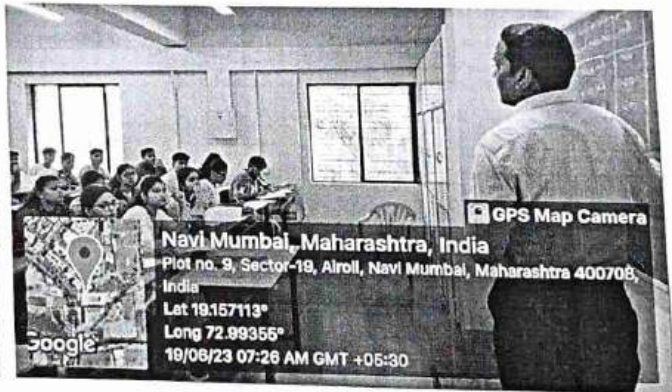 GPS Map Camera
Navi Mumbai, Maharashtra, India
Plot no. 9, Sector-19, Airoli, Navi Mumbai, Maharashtra 400708,
India
Lat 19.157113°
Long 72.99355°
19/06/23 07:26 AM GMT +05:30
Google